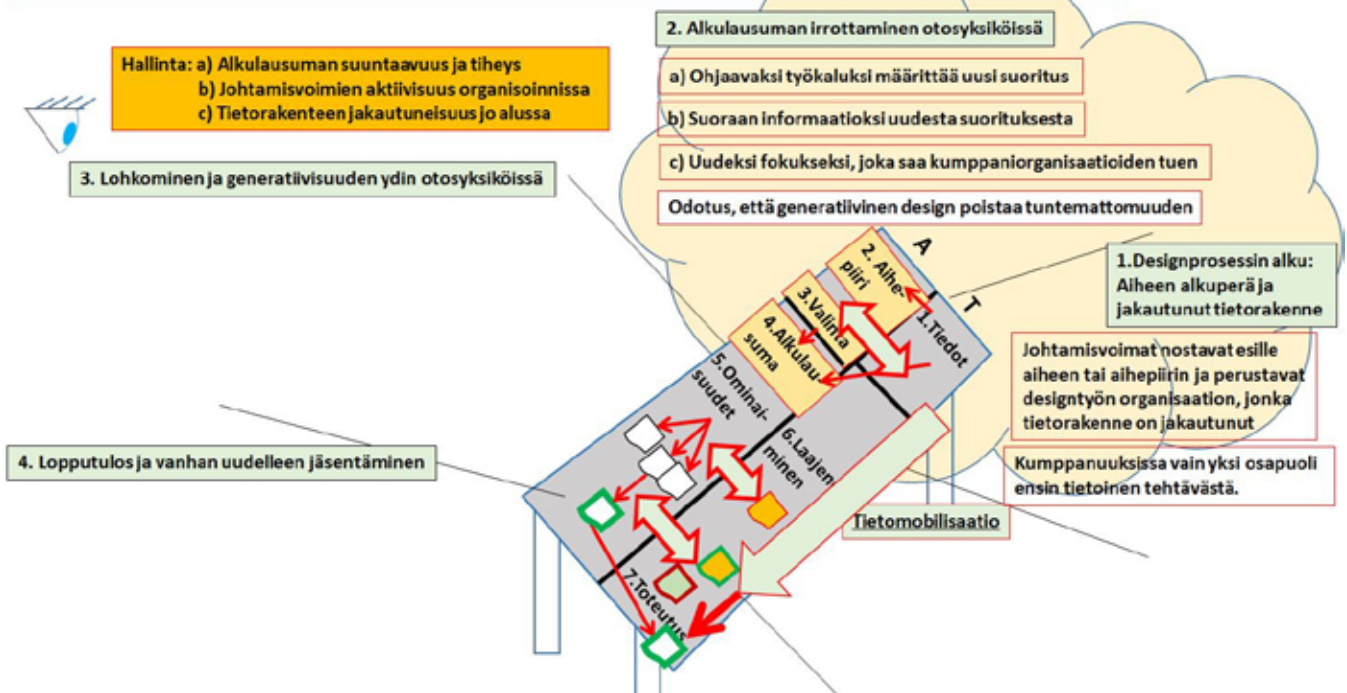 2. Alkulausuman irrottaminen otosyksiköissä
Hallinta: a) Alkulausuman suuntaavuus ja tiheys
b) Johtamisvoimien aktiivisuus organisoinnissa
c) Tietorakenteen jakautuneisuus jo alussa
a) Ohjaavaksi työkaluksi määrittää uusi suoritus
b) Suoraan informaatioksi uudesta suorituksesta
c) Uudeksi fokukseksi, joka saa kumppaniorganisaatioiden tuen
3. Lohkominen ja generatiivisuuden ydin otosyksiköissä
Odotus, että generatiivinen design poistaa tuntemattomuuden
A
T
1.Designprosessin alku:
Aiheen alkuperä ja
jakautunut tietorakenne
2. Aihe-
piiri
1.Tiedot
3.Valinta
4.Alkulau-
suma
Johtamisvoimat nostavat esille
aiheen tai aihepiirin ja perustavat
designtyön organisaation, jonka
tietorakenne on jakautunut
5.Ominai-
suudet
6.Laajen-
minen
4. Lopputulos ja vanhan uudelleen jäsentäminen
Kumppanuuksissa vain yksi osapuoli
ensin tietoinen tehtävästä.
Tietomobilisaatio
7.Toteutus